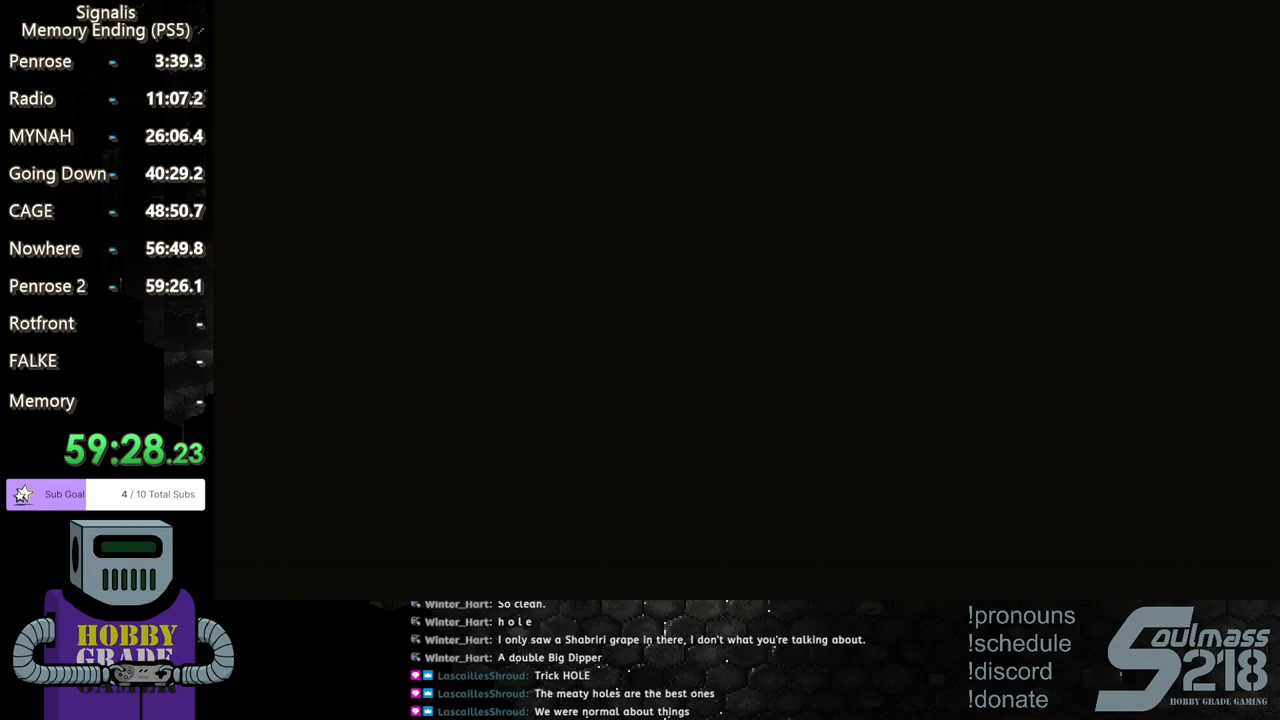 Signalis
Memory Ending (PS5)
Penrose - 3:39.3
Radio - 11:07.2
MYNAH - 26:06.4
Going Down - 40:29.2
CAGE - 48:50.7
Nowhere - 56:49.8
Penrose 2 - 59:26.1
Rotfront -
FALKE -
Memory -
59:28.23
Sub Goal 4 / 10 Total Subs
HOBBY
GRADE
GAMER
Winter_Hart: So clean.
Winter_Hart: h o l e
Winter_Hart: I only saw a Shabriri grape in there, I don't what you're talking about.
Winter_Hart: A double Big Dipper
LascaillesShroud: Trick HOLE
LascaillesShroud: The meaty holes are the best ones
LascaillesShroud: We were normal about things
!pronouns
!schedule
!discord
!donate
Soulmass
218
HOBBY GRADE GAMING